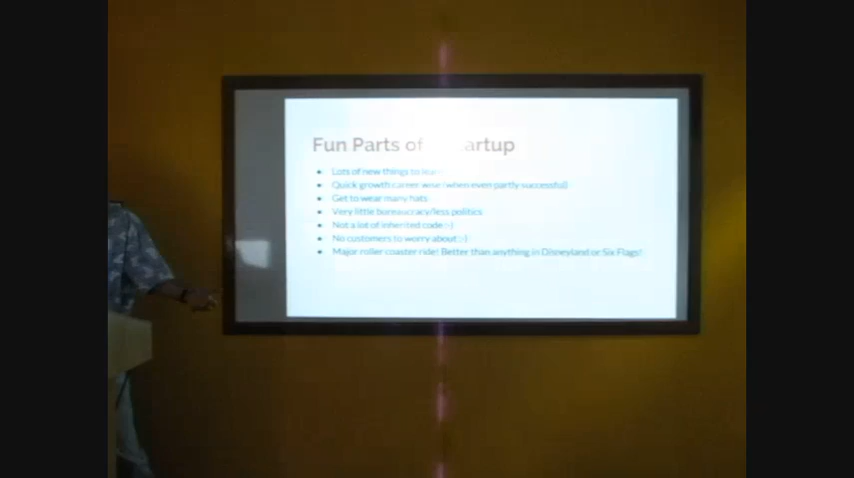 Fun Parts of artup
• Lots of new things to lear
• Quick growth career wise (when even partly successful)
• Get to wear many hats
• Very little bureaucracy/less politics
• Not a lot of inherited code :-)
• No customers to worry about :-)
• Major roller coaster ride! Better than anything in Disneyland or Six Flags!